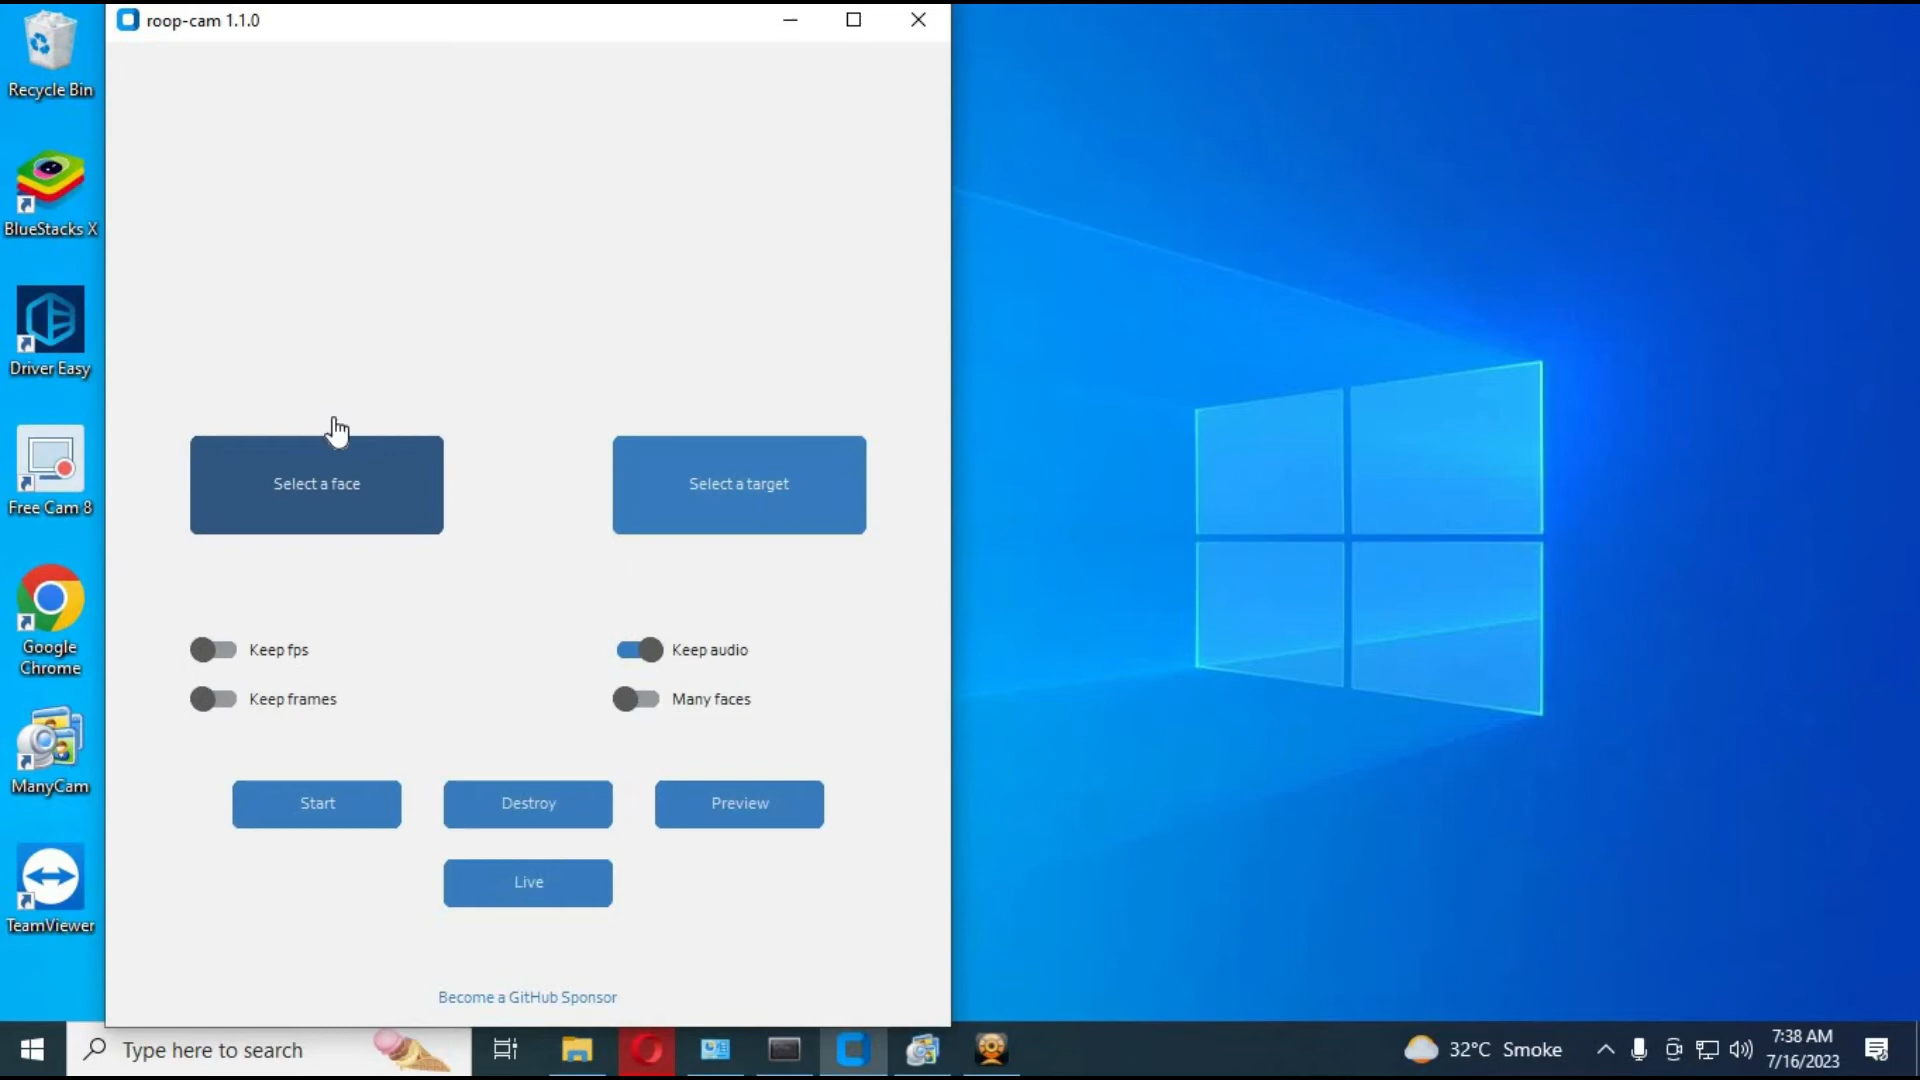 roop-cam 1.1.0
Recycle Bin
BlueStacks X
Driver Easy
Free Cam 8
Google
Chrome
ManyCam
TeamViewer
Select a face
Select a target
Keep fps
Keep audio
Keep frames
Many faces
Start
Destroy
Preview
Live
Become a GitHub Sponsor
Type here to search
32°C Smoke
7:38 AM
7/16/2023